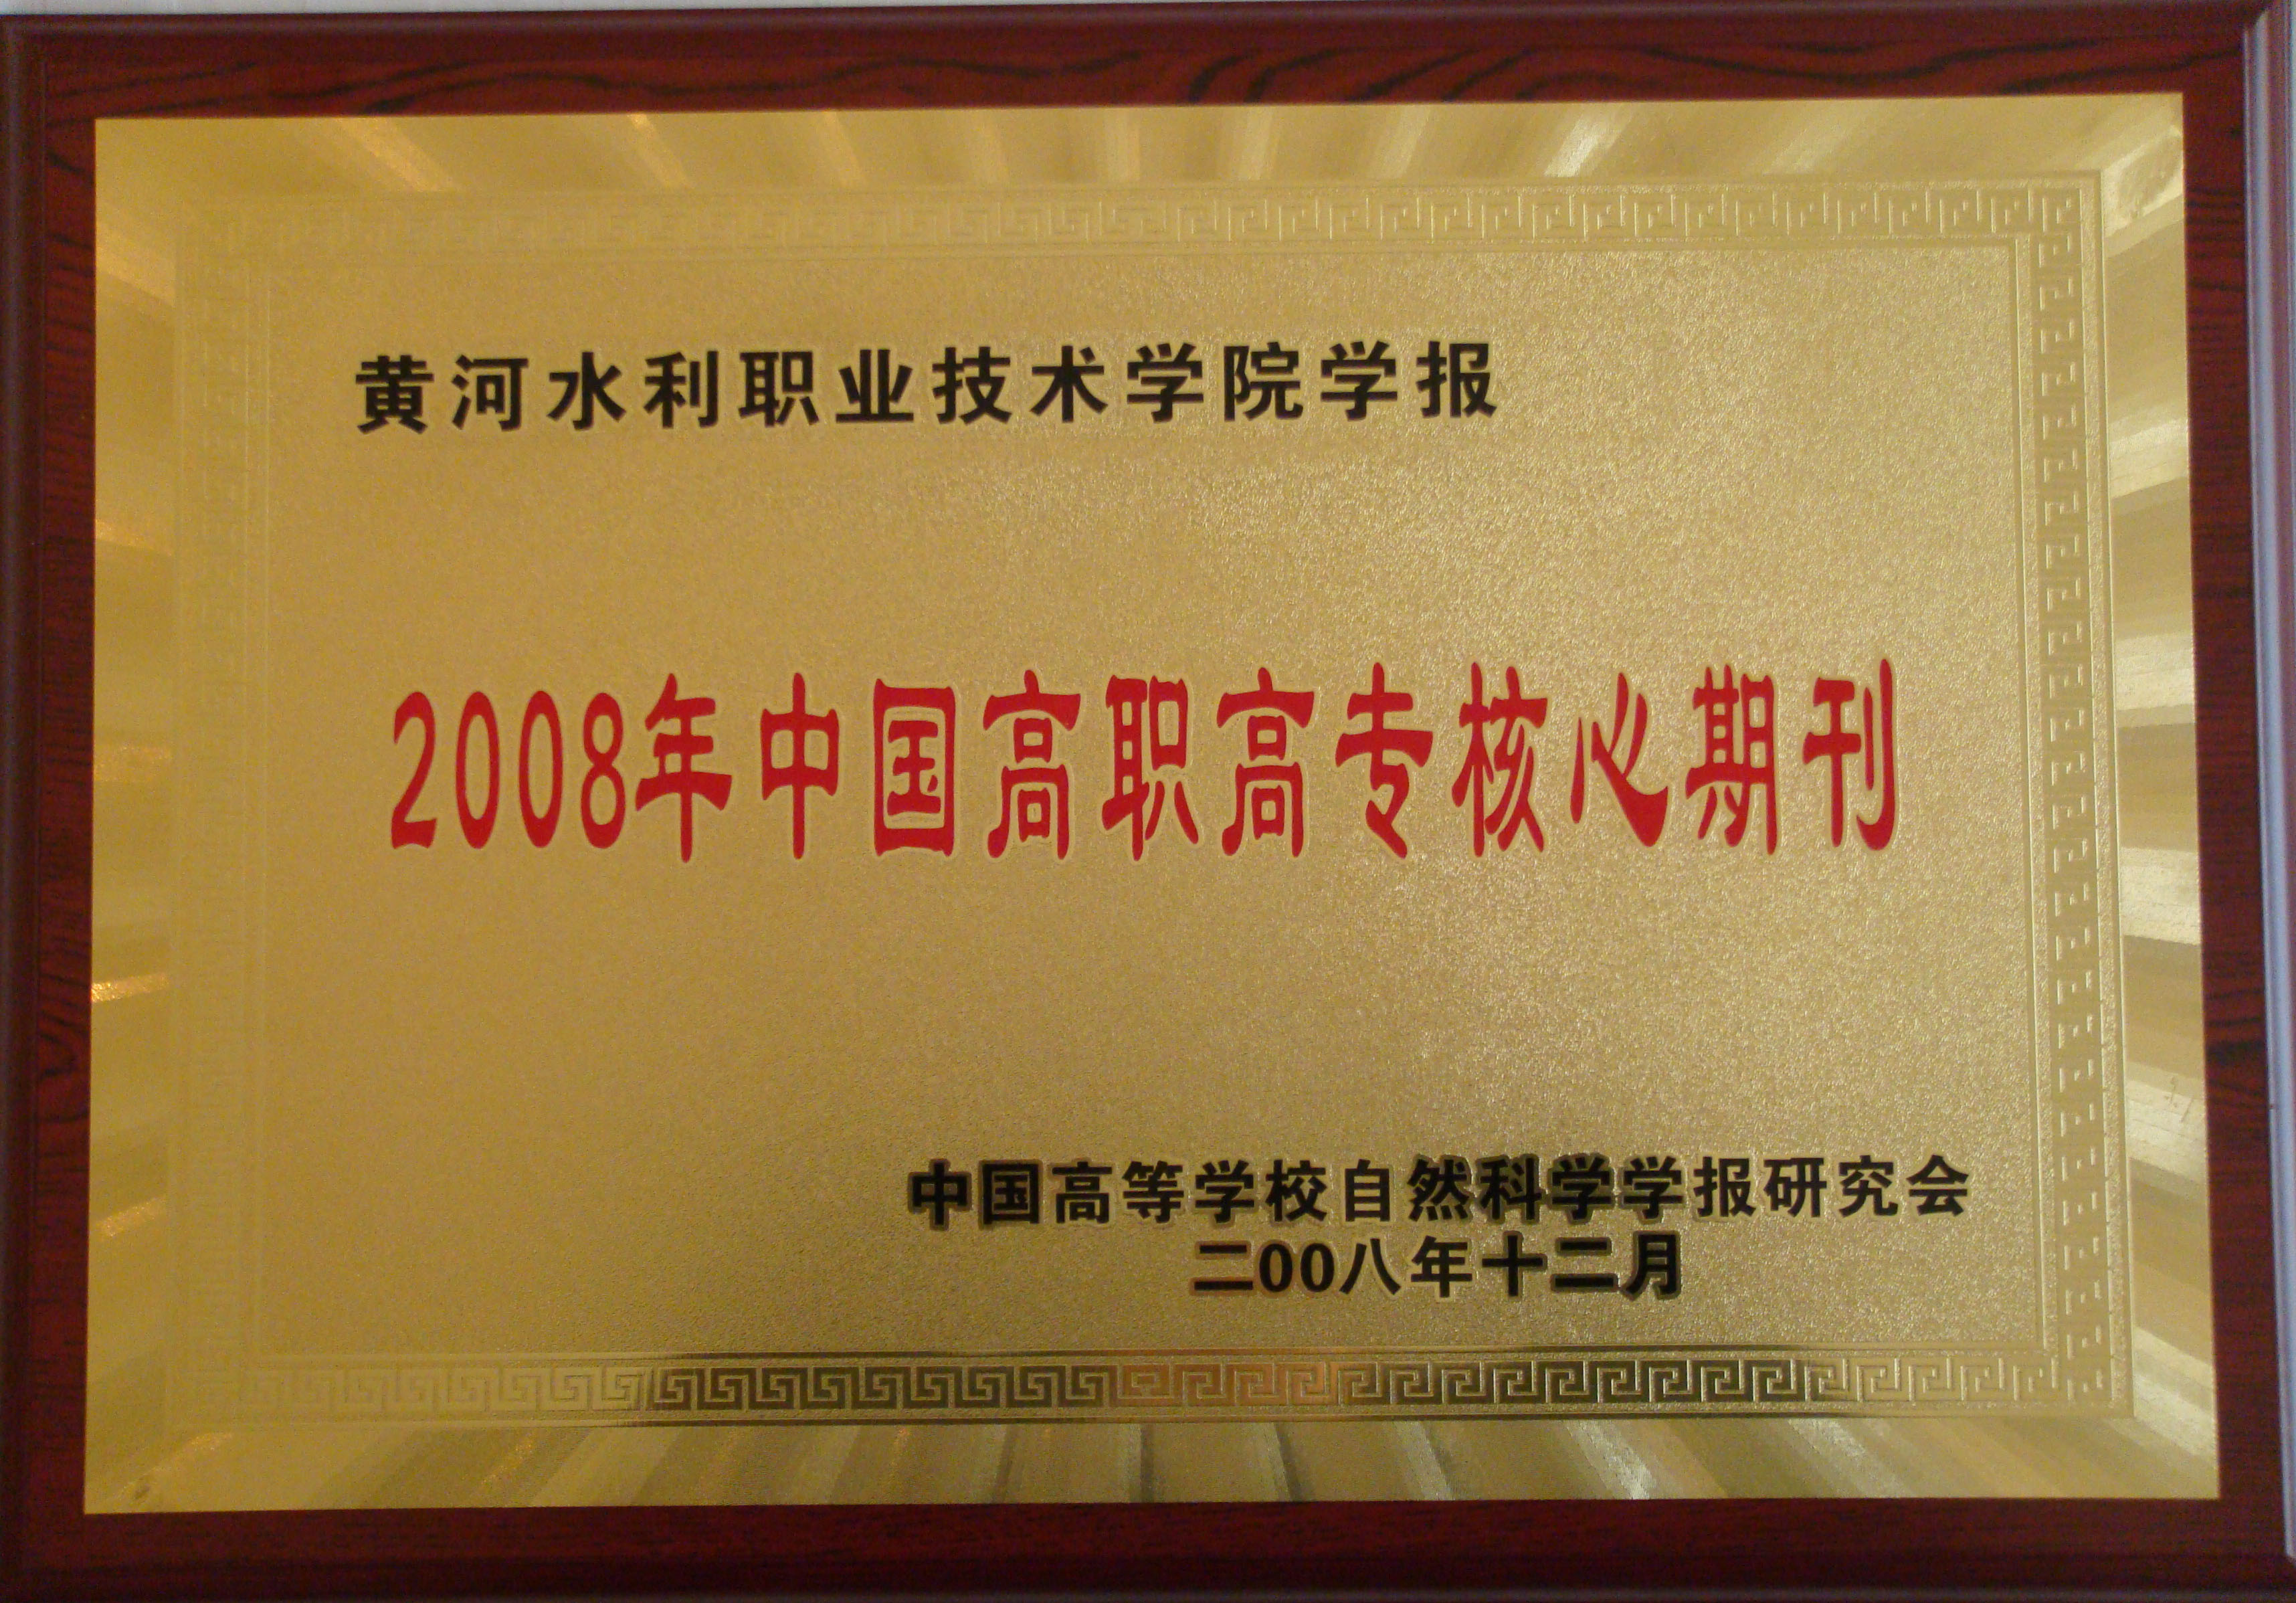 黄河水利职业技术学院学报
2008年中国高职高专核心期刊
中国高等学校自然科学学报研究会
二00八年十二月